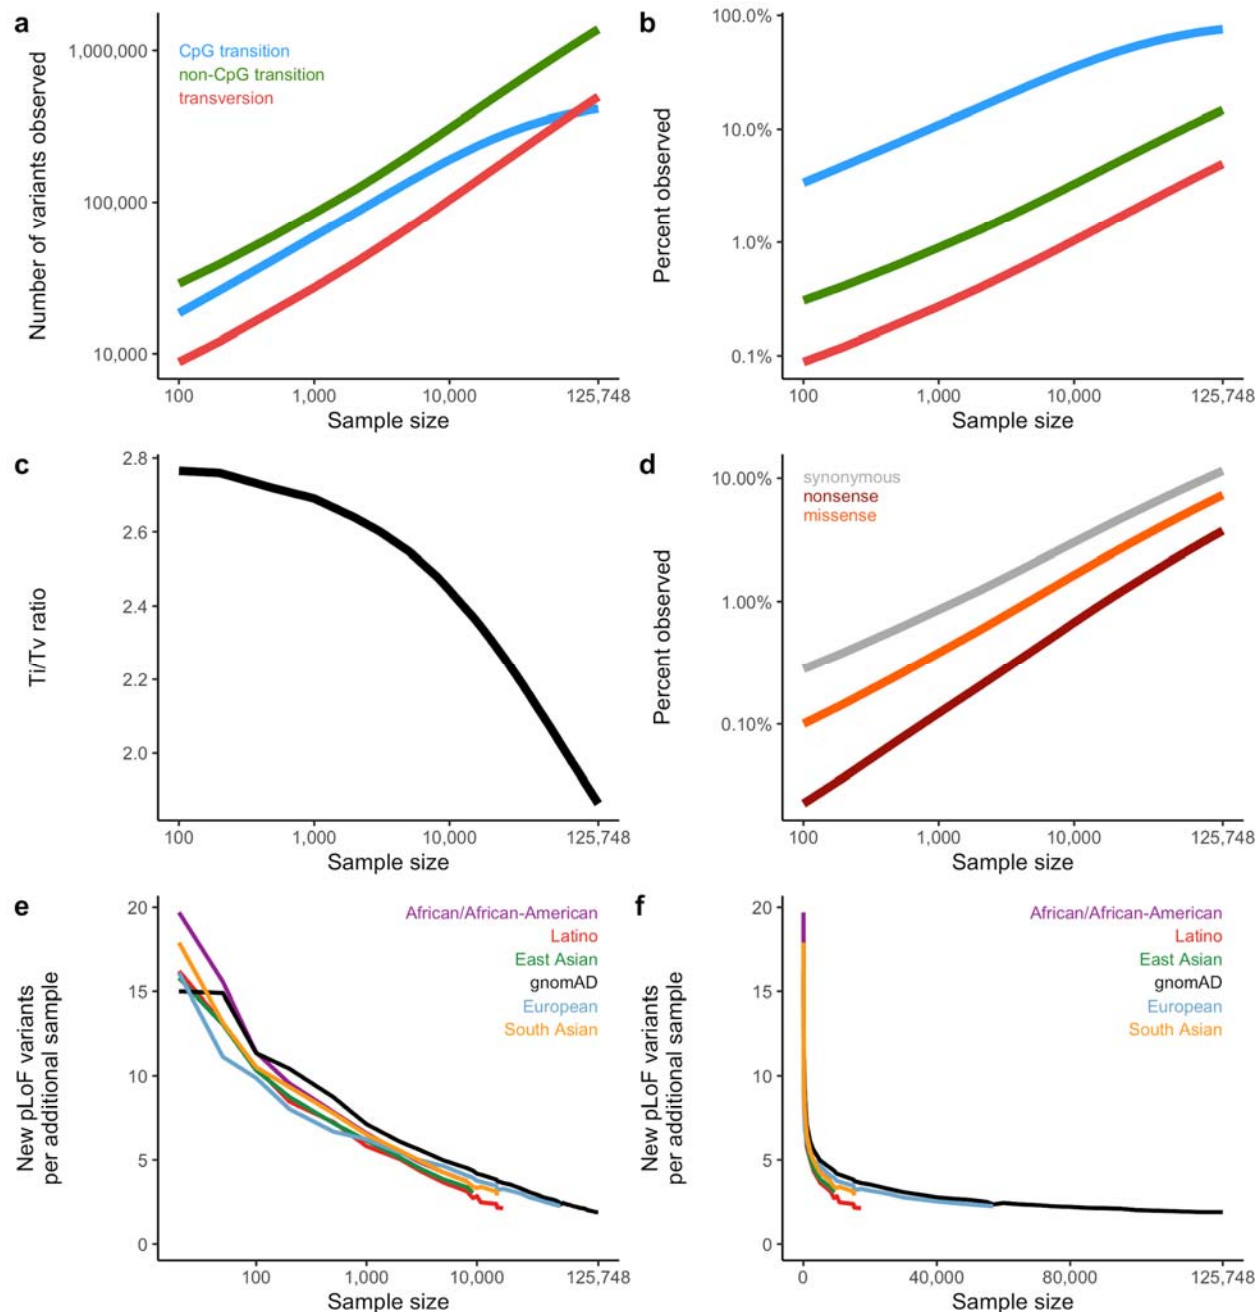 a
Number of variants observed
1,000,000
100,000
10,000
CpG transition
non-CpG transition
transversion
100
1,000
10,000
125,748
Sample size
b
Percent observed
100.0%
10.0%
1.0%
0.1%
100
1,000
10,000
125,748
Sample size
c
Ti/Tv ratio
2.8
2.6
2.4
2.2
2.0
100
1,000
10,000
125,748
Sample size
d
Percent observed
10.00%
1.00%
0.10%
synonymous
nonsense
missense
100
1,000
10,000
125,748
Sample size
e
New pLoF variants
per additional sample
20
15
10
5
0
African/African-American
Latino
East Asian
gnomAD
European
South Asian
100
1,000
10,000
125,748
Sample size
f
New pLoF variants
per additional sample
20
15
10
5
0
African/African-American
Latino
East Asian
gnomAD
European
South Asian
0
40,000
80,000
125,748
Sample size